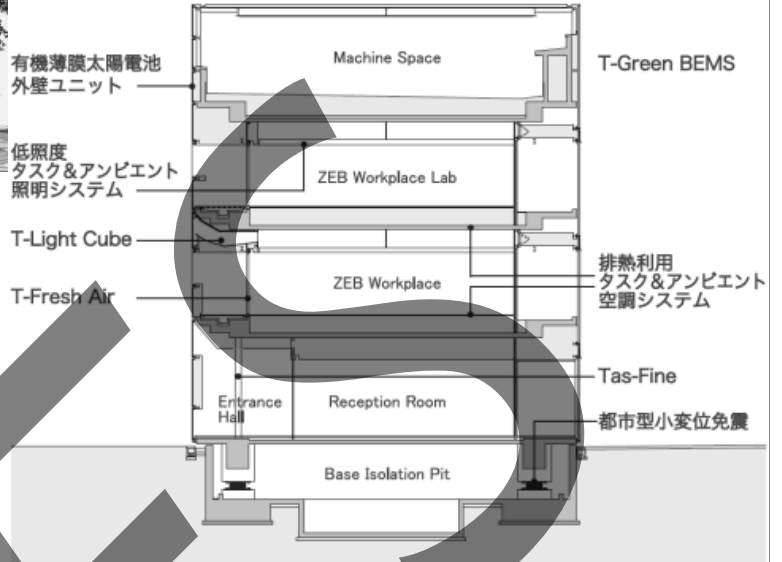 有機薄膜太陽電池
外壁ユニット
Machine Space
T-Green BEMS
低照度
タスク&アンビエント
照明システム
ZEB Workplace Lab
T-Light Cube
ZEB Workplace
排熱利用
タスク&アンビエント
空調システム
T-Fresh Air
Tas-Fine
Entrance
Hall
Reception Room
都市型小変位免震
Base Isolation Pit